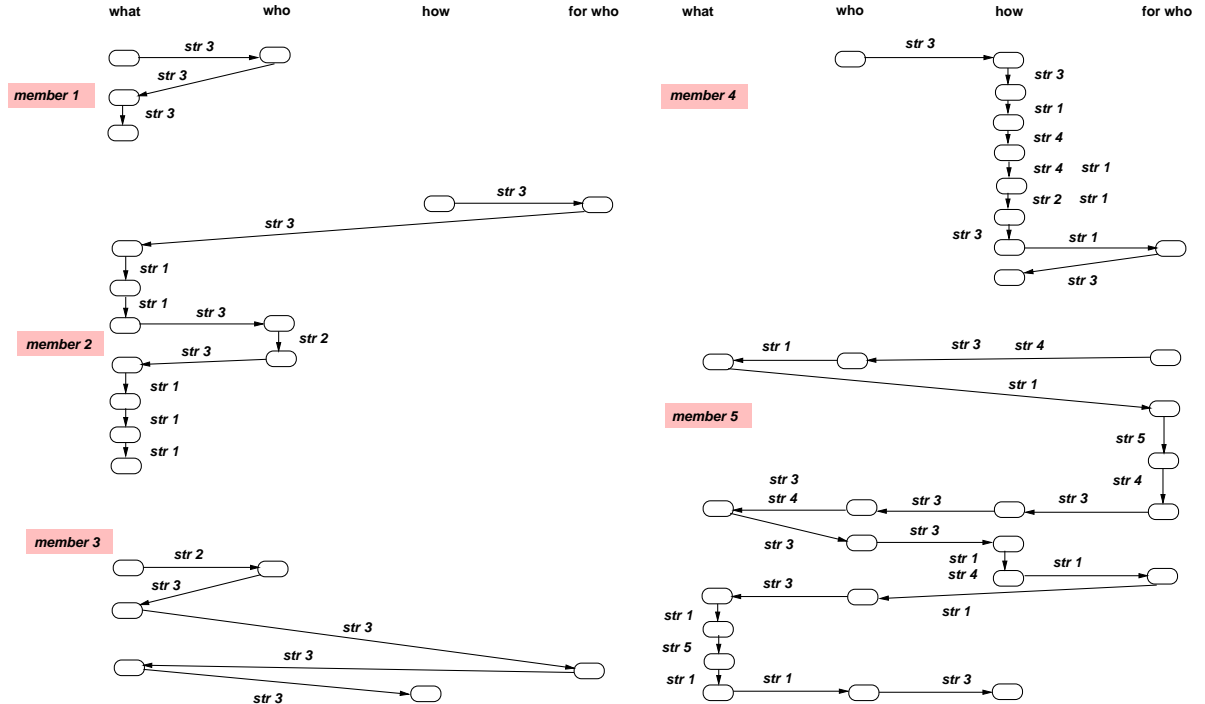 what who how for who
str 3
str 3
member 1
str 3
str 3
str 3
str 1
str 1
str 3
member 2
str 2
str 3
str 1
str 1
str 1
member 3
str 2
str 3
str 3
str 3
str 3
what who how for who
str 3
str 3
member 4
str 1
str 4
str 4 str 1
str 2 str 1
str 3 str 1
str 3
str 1 str 3 str 4
str 1
member 5
str 5
str 4
str 3
str 4 str 3 str 3
str 3 str 3
str 1
str 4 str 1
str 3
str 1
str 1
str 5
str 1 str 1 str 3